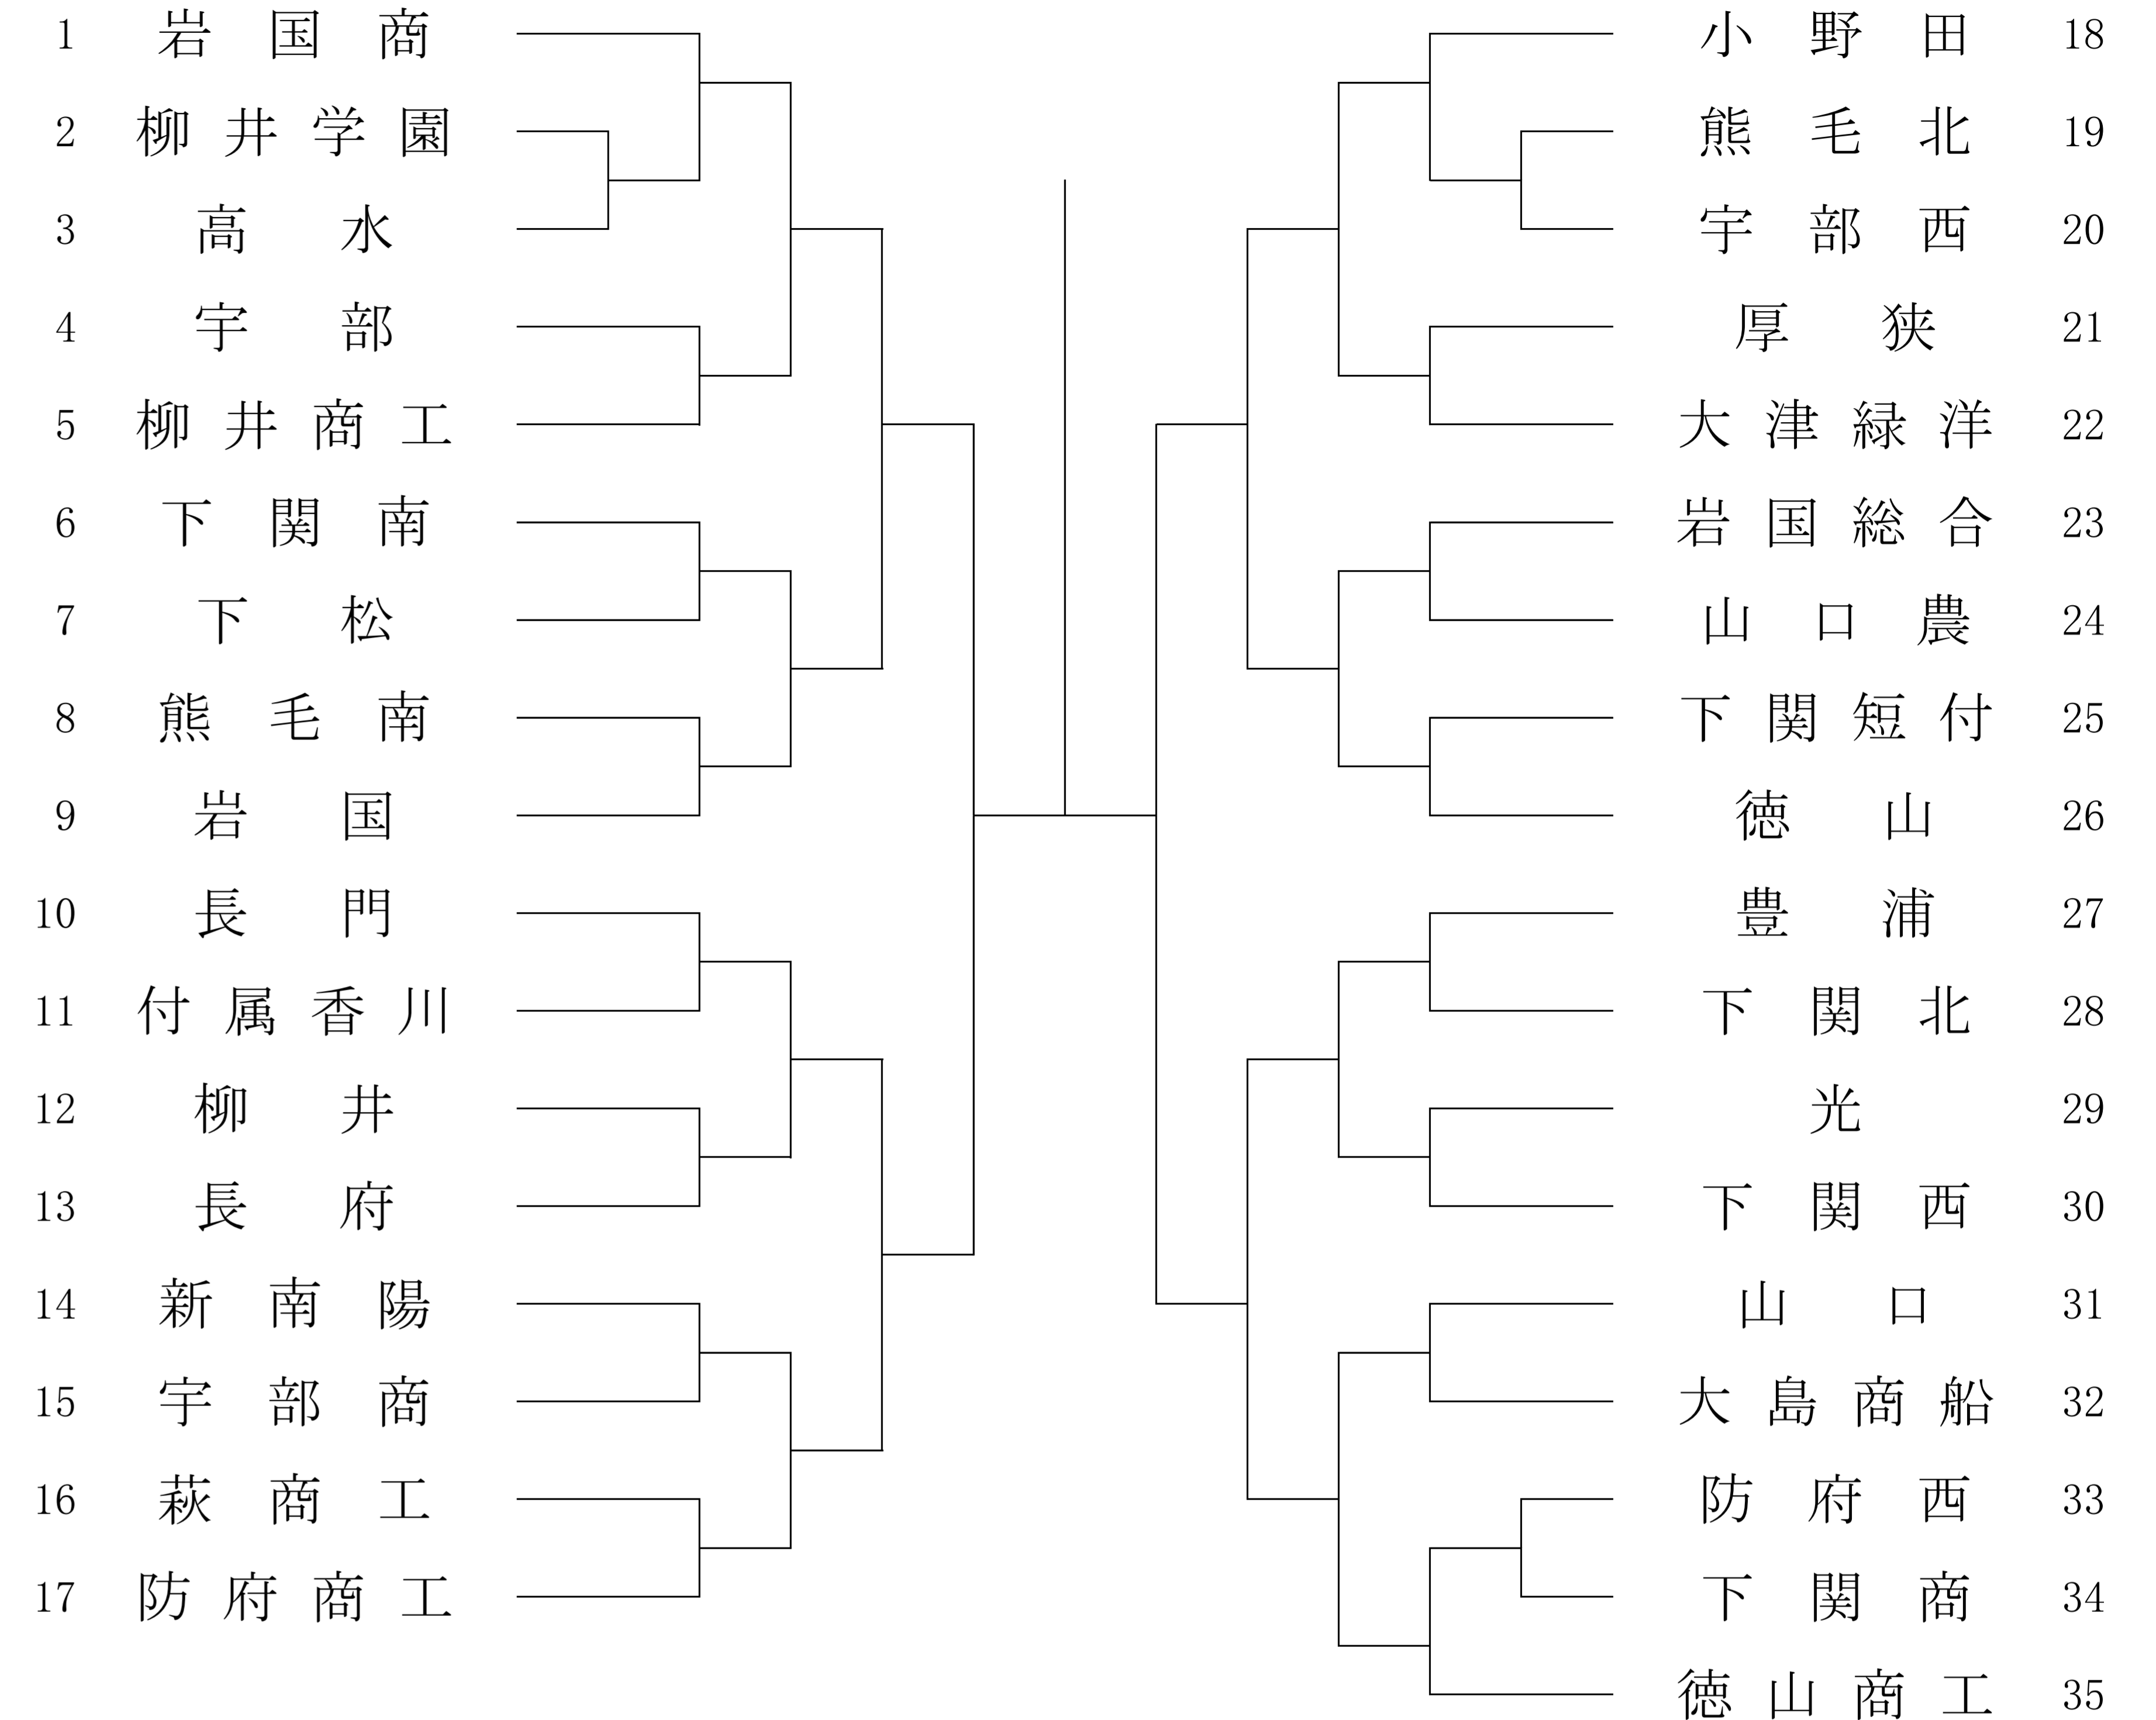 1 岩国商
2 柳井学園
3 高水
4 宇部
5 柳井商工
6 下関南
7 下松
8 熊毛南
9 岩国
10 長門
11 付属香川
12 柳井
13 長府
14 新南陽
15 宇部商
16 萩商工
17 防府商工
小野田 18
熊毛北 19
宇部西 20
厚狭 21
大津緑洋 22
岩国総合 23
山口農 24
下関短付 25
徳山 26
豊浦 27
下関北 28
光 29
下関西 30
山口 31
大島商船 32
防府西 33
下関商 34
徳山商工 35